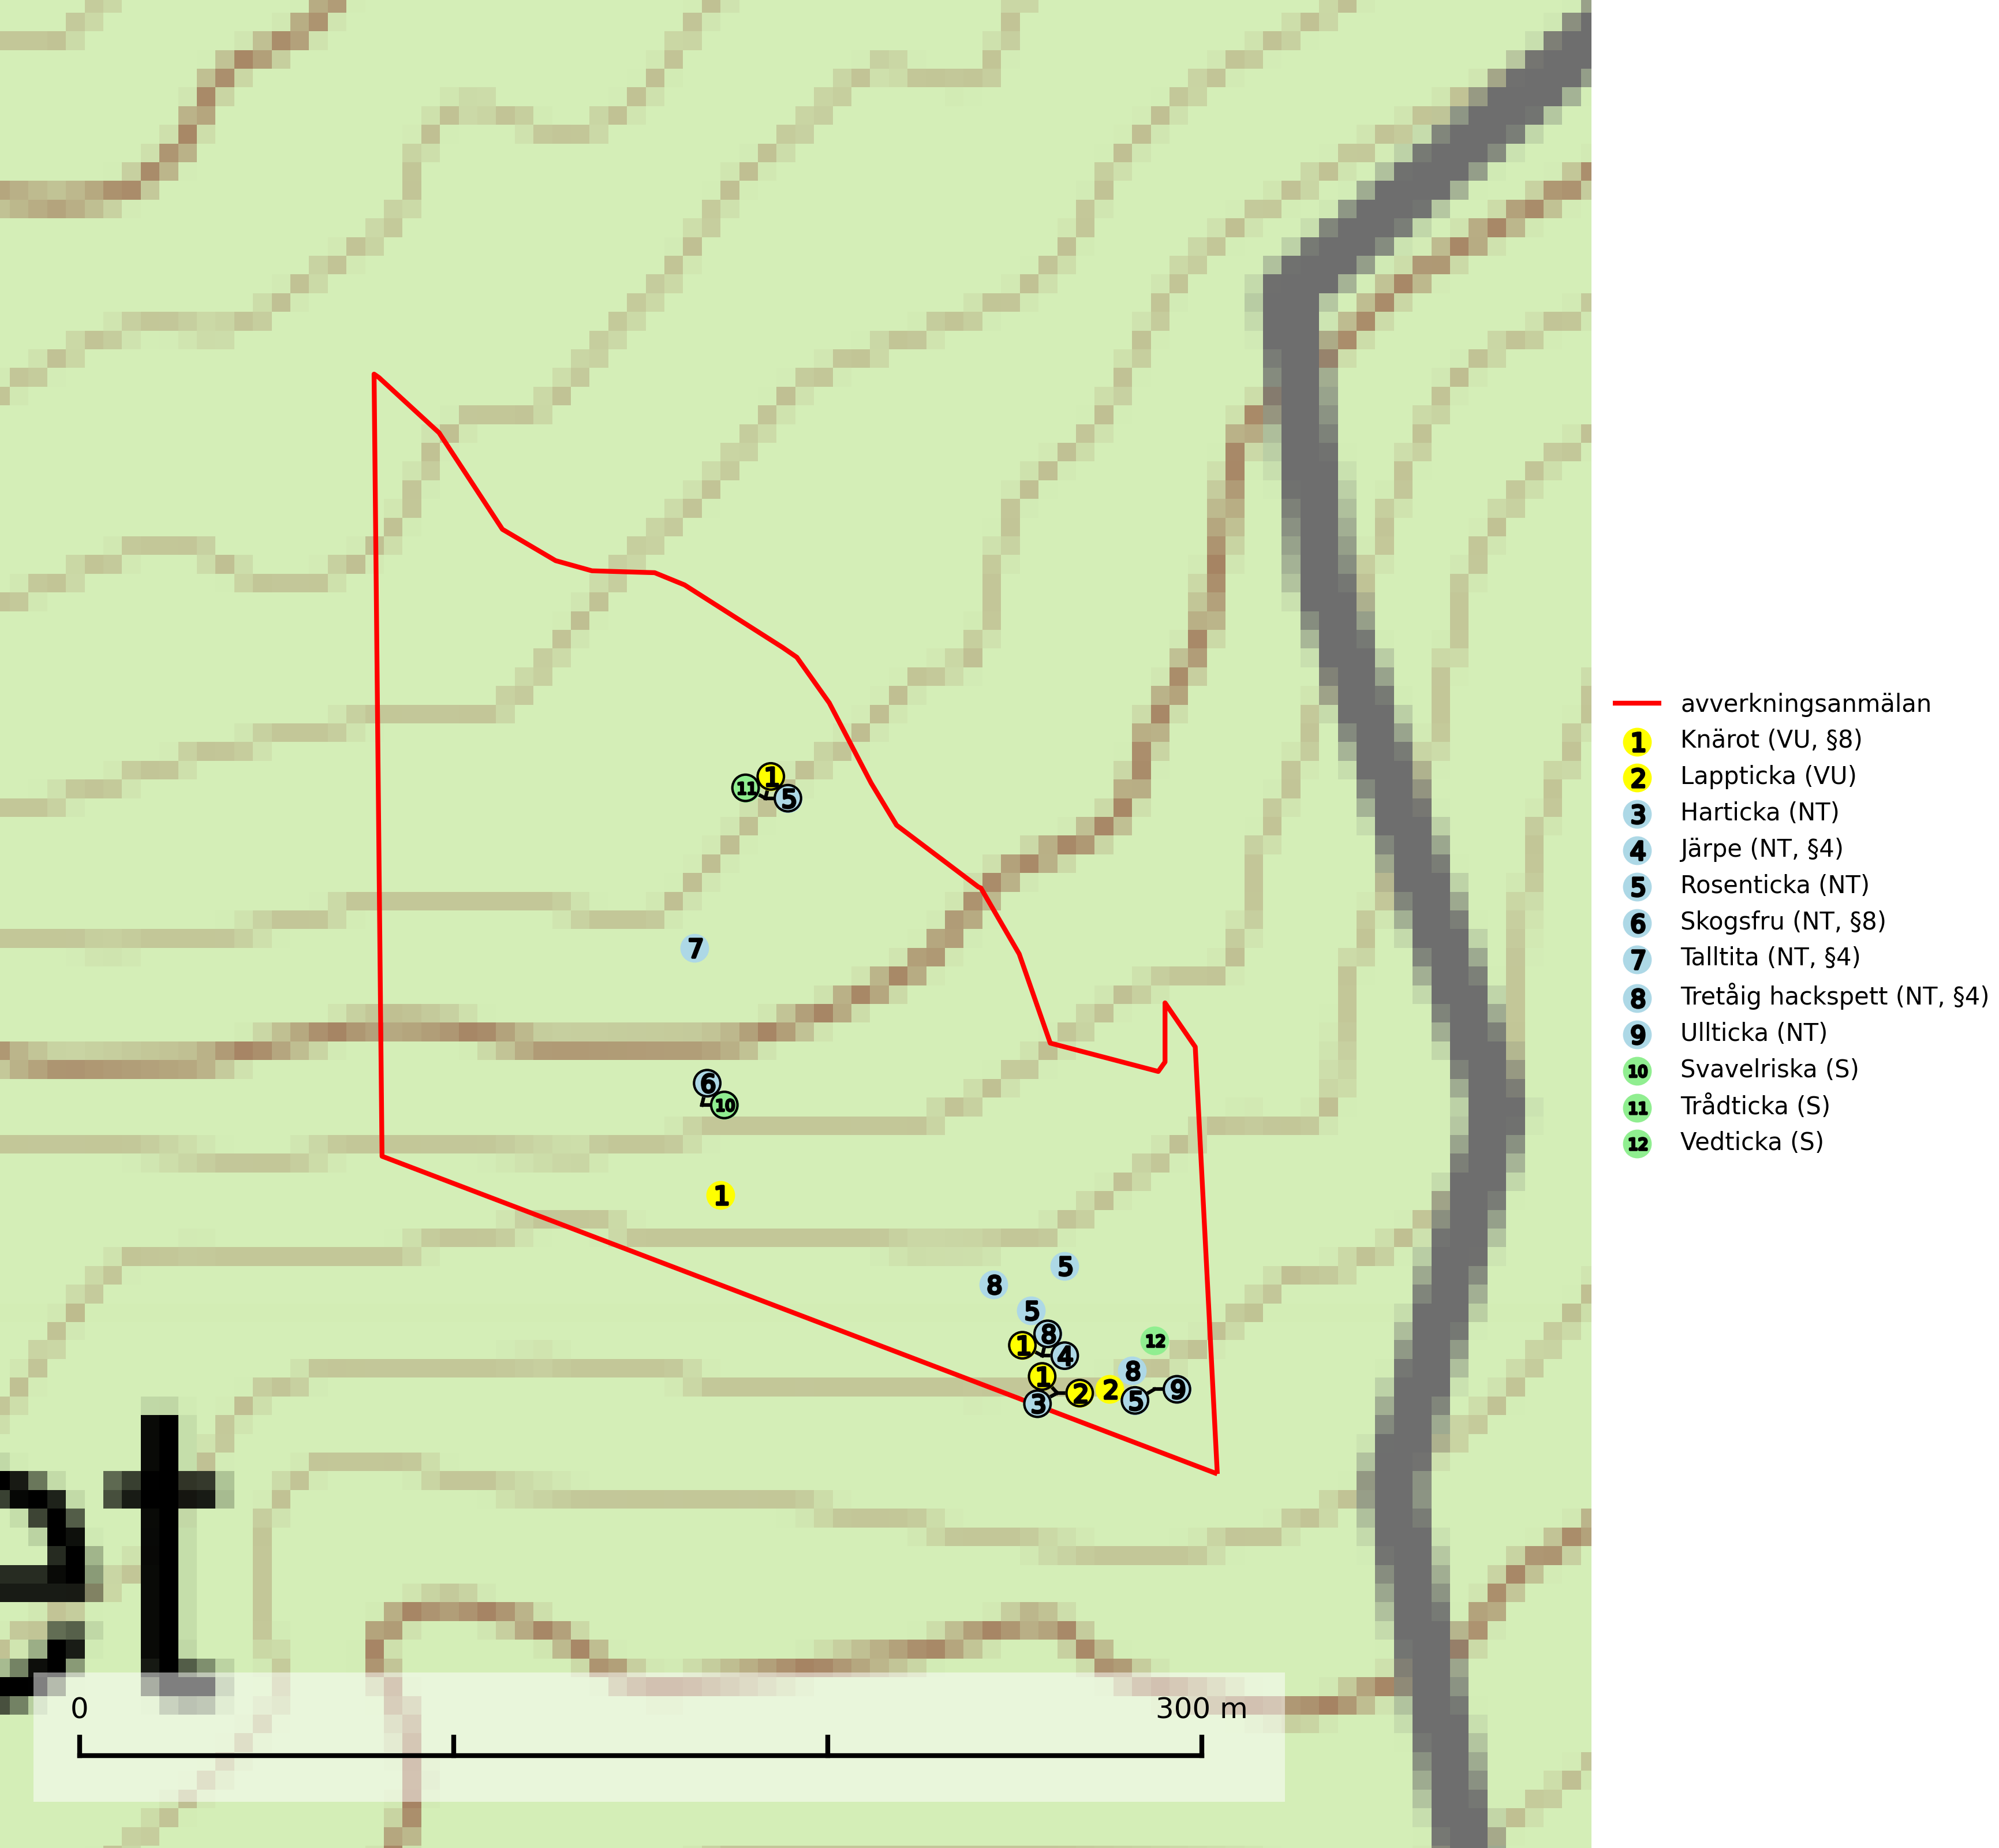 avverkningsanmälan
1 Knärot (VU, §8)
2 Lappticka (VU)
3 Harticka (NT)
4 Järpe (NT, §4)
5 Rosenticka (NT)
6 Skogsfru (NT, §8)
7 Talltita (NT, §4)
8 Tretåig hackspett (NT, §4)
9 Ullticka (NT)
10 Svavelriska (S)
11 Trådticka (S)
12 Vedticka (S)
1
11
5
7
6
10
1
5
8
5
8
1
4
12
1
8
2
2
9
5
3
t
0 300 m